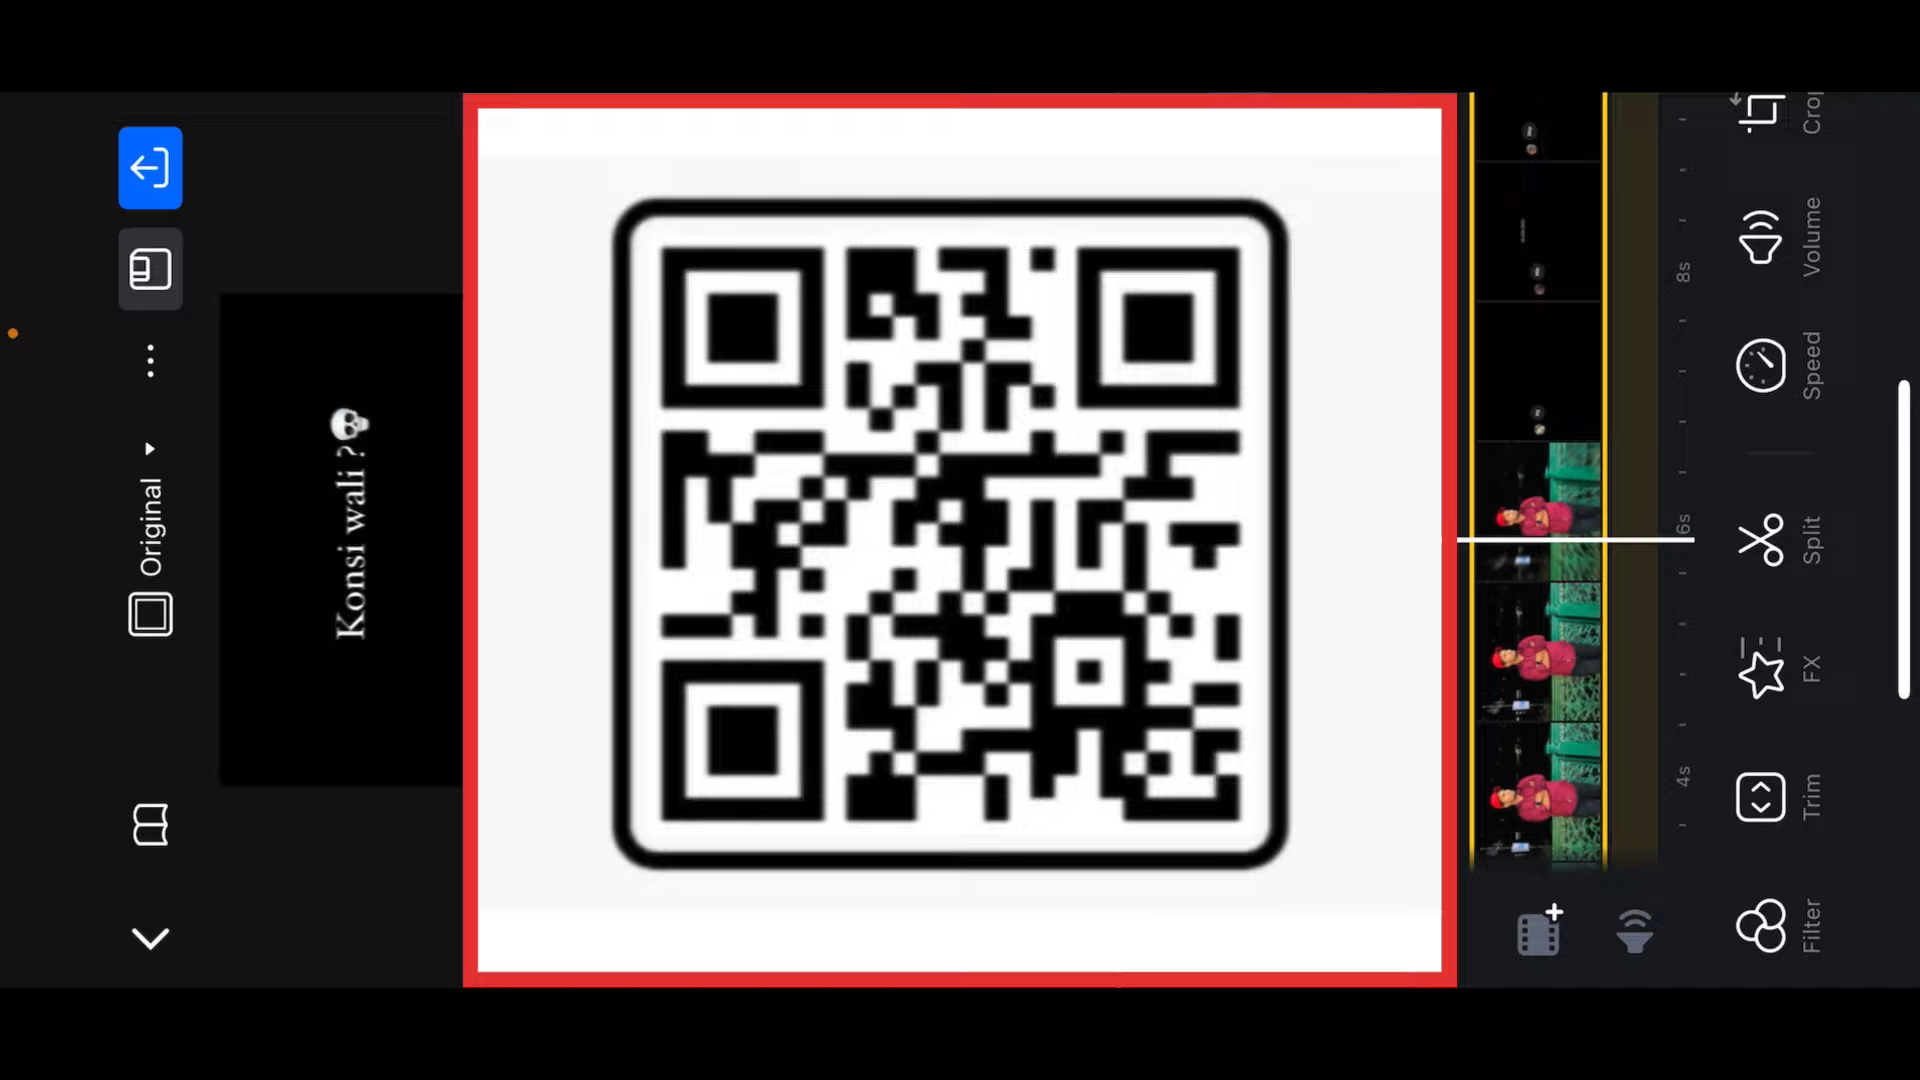 Original
Konsi wali ?💀
8s
6s
4s
Crop
Volume
Speed
Split
FX
Trim
Filter